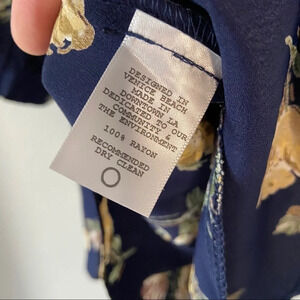 DESIGNED IN
VENICE BEACH
MADE IN
DOWNTOWN LA
DEDICATED TO OUR
COMMUNITY &
THE ENVIRONMENT
100% RAYON
RECOMMENDED
DRY CLEAN